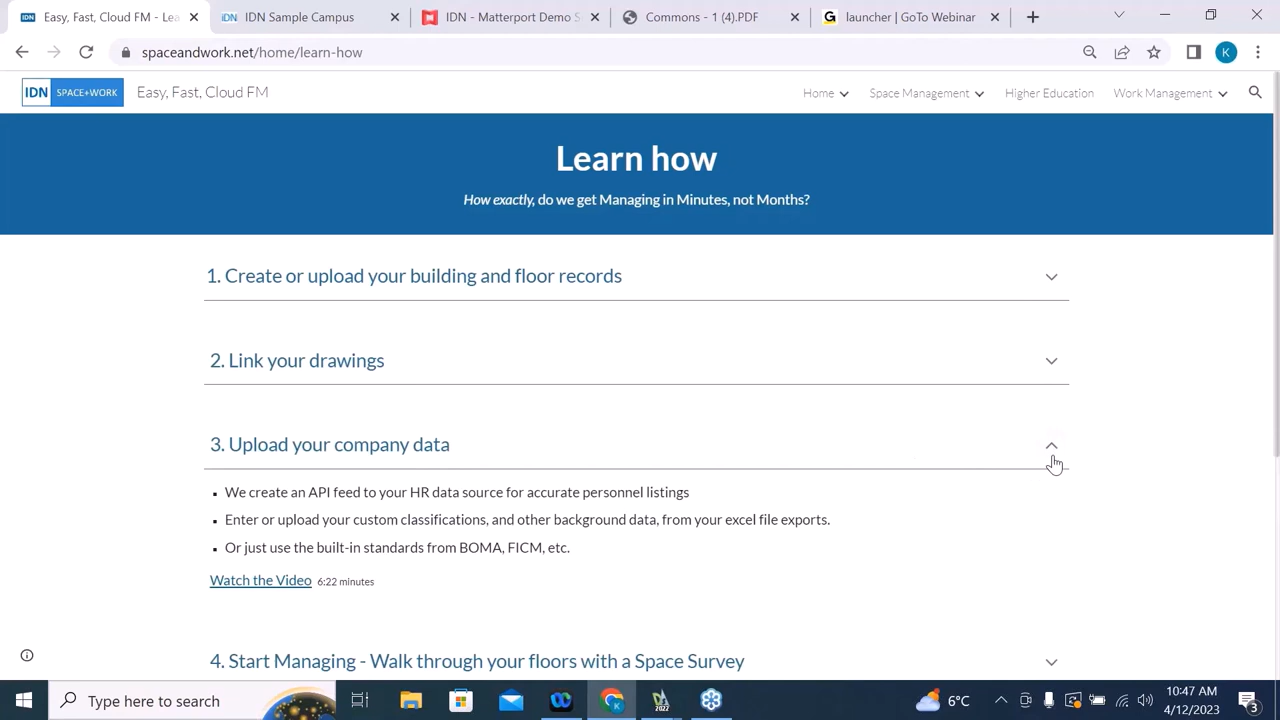 Easy, Fast, Cloud FM - Lea
IDN Sample Campus
IDN - Matterport Demo S
Commons - 1 (4).PDF
launcher | GoTo Webinar
spaceandwork.net/home/learn-how
K
IDN SPACE+WORK
Easy, Fast, Cloud FM
Home
Space Management
Higher Education
Work Management
Learn how
How exactly, do we get Managing in Minutes, not Months?
1. Create or upload your building and floor records
2. Link your drawings
3. Upload your company data
▪ We create an API feed to your HR data source for accurate personnel listings
▪ Enter or upload your custom classifications, and other background data, from your excel file exports.
▪ Or just use the built-in standards from BOMA, FICM, etc.
Watch the Video 6:22 minutes
4. Start Managing - Walk through your floors with a Space Survey
Type here to search
2022
6°C
10:47 AM
4/12/2023
3